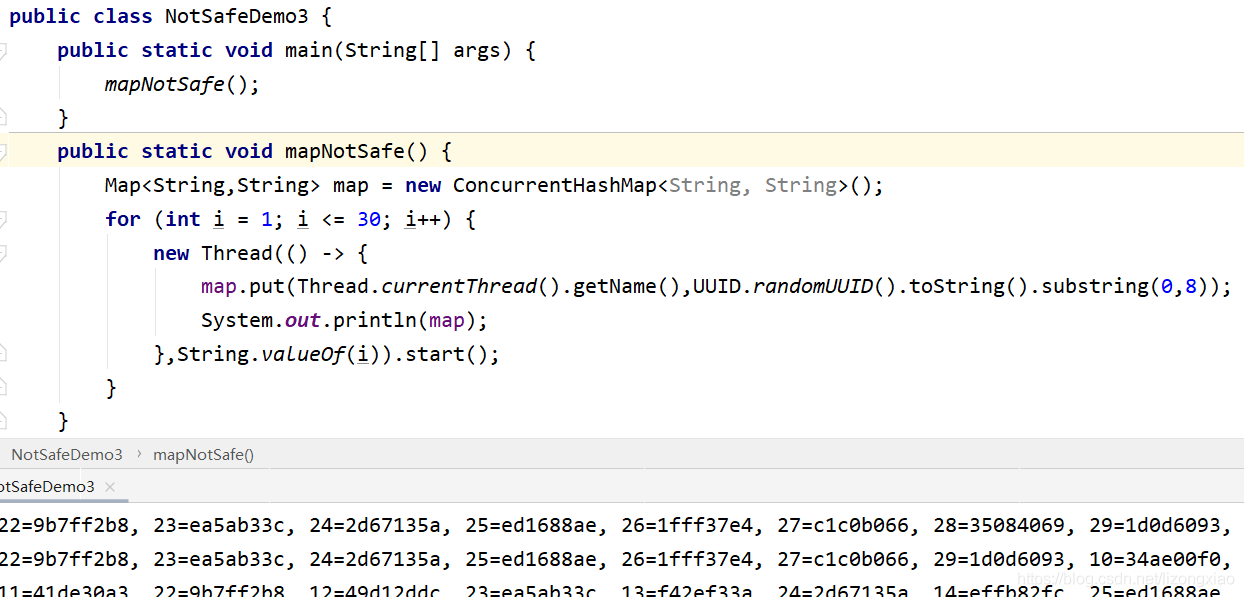 public class NotSafeDemo3 {
public static void main(String[] args) {
mapNotSafe();
}
public static void mapNotSafe() {
Map<String,String> map = new ConcurrentHashMap<String, String>();
for (int i = 1; i <= 30; i++) {
new Thread(() -> {
map.put(Thread.currentThread().getName(),UUID.randomUUID().toString().substring(0,8));
System.out.println(map);
},String.valueOf(i)).start();
}
}
NotSafeDemo3 › mapNotSafe()
otSafeDemo3 ×
22=9b7ff2b8, 23=ea5ab33c, 24=2d67135a, 25=ed1688ae, 26=1fff37e4, 27=c1c0b066, 28=35084069, 29=1d0d6093,
22=9b7ff2b8, 23=ea5ab33c, 24=2d67135a, 25=ed1688ae, 26=1fff37e4, 27=c1c0b066, 29=1d0d6093, 10=34ae00f0,
https://blog.csdn.net/lizongxiao
11=41de30a3, 22=9b7ff2b8, 12=49d12ddc, 23=ea5ab33c, 13=f42ef33a, 24=2d67135a, 14=effb82fc, 25=ed1688ae